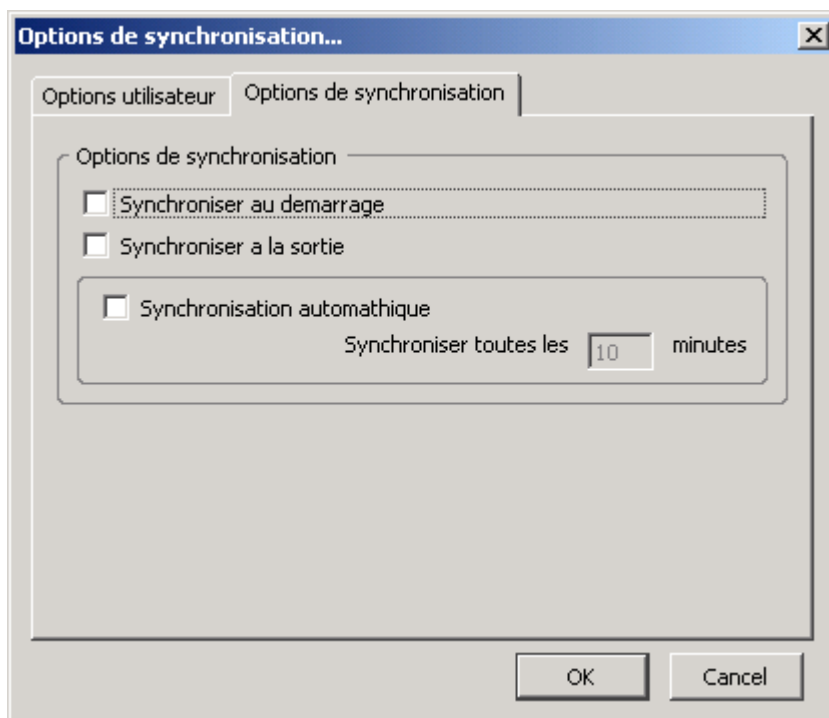 Options de synchronisation...
Options utilisateur Options de synchronisation
Options de synchronisation
Synchroniser au demarrage
Synchroniser a la sortie
Synchronisation automathique
Synchroniser toutes les 10 minutes
OK Cancel